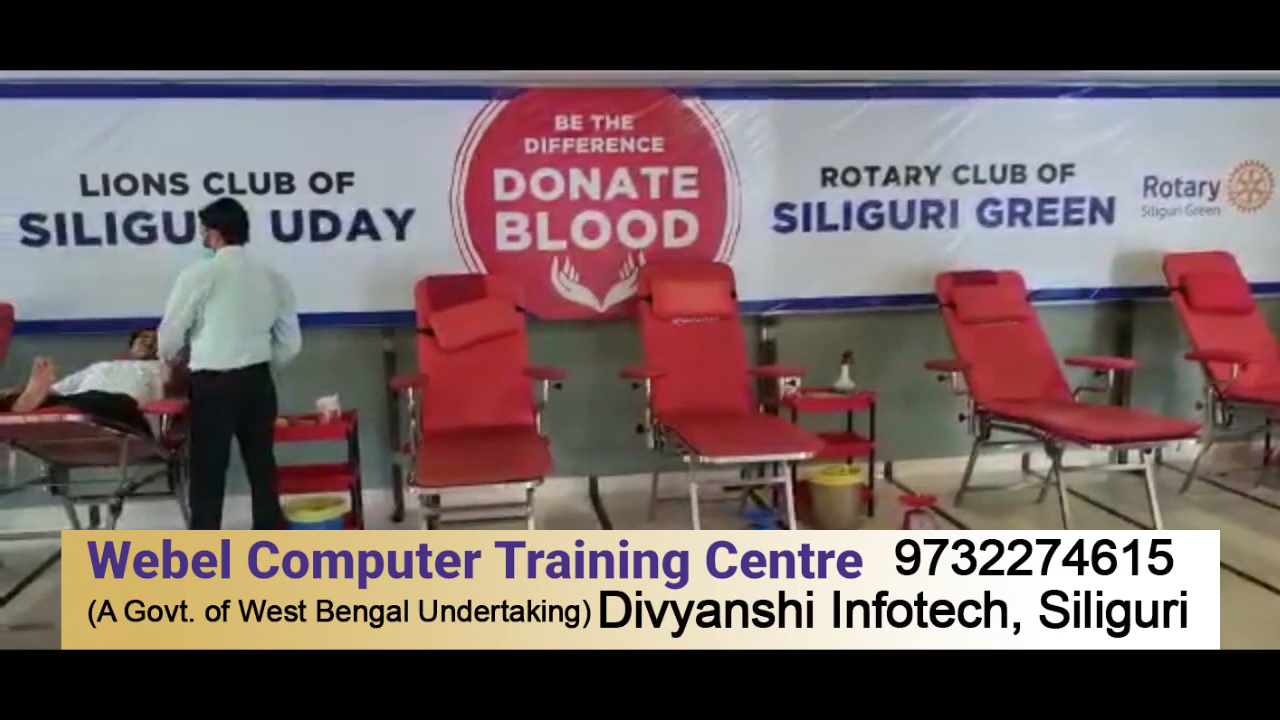 LIONS CLUB OF
SILIGURI UDAY
BE THE
DIFFERENCE
DONATE
BLOOD
ROTARY CLUB OF
SILIGURI GREEN
Rotary
Siliguri Green
Webel Computer Training Centre 9732274615
(A Govt. of West Bengal Undertaking) Divyanshi Infotech, Siliguri